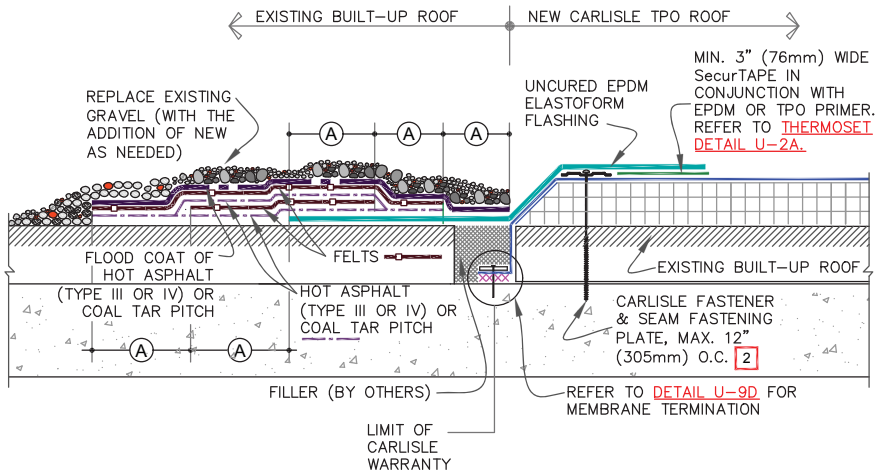 EXISTING BUILT-UP ROOF
NEW CARLISLE TPO ROOF
REPLACE EXISTING
GRAVEL (WITH THE
ADDITION OF NEW
AS NEEDED)
A
A
A
UNCURED EPDM
ELASTOFORM
FLASHING
MIN. 3" (76mm) WIDE
SecurTAPE IN
CONJUNCTION WITH
EPDM OR TPO PRIMER.
REFER TO THERMOSET
DETAIL U-2A.
FLOOD COAT OF
HOT ASPHALT
(TYPE III OR IV) OR
COAL TAR PITCH
FELTS
HOT ASPHALT
(TYPE III OR IV) OR
COAL TAR PITCH
EXISTING BUILT-UP ROOF
CARLISLE FASTENER
& SEAM FASTENING
PLATE, MAX. 12"
(305mm) O.C. 2
A
A
FILLER (BY OTHERS)
REFER TO DETAIL U-9D FOR
MEMBRANE TERMINATION
LIMIT OF
CARLISLE
WARRANTY